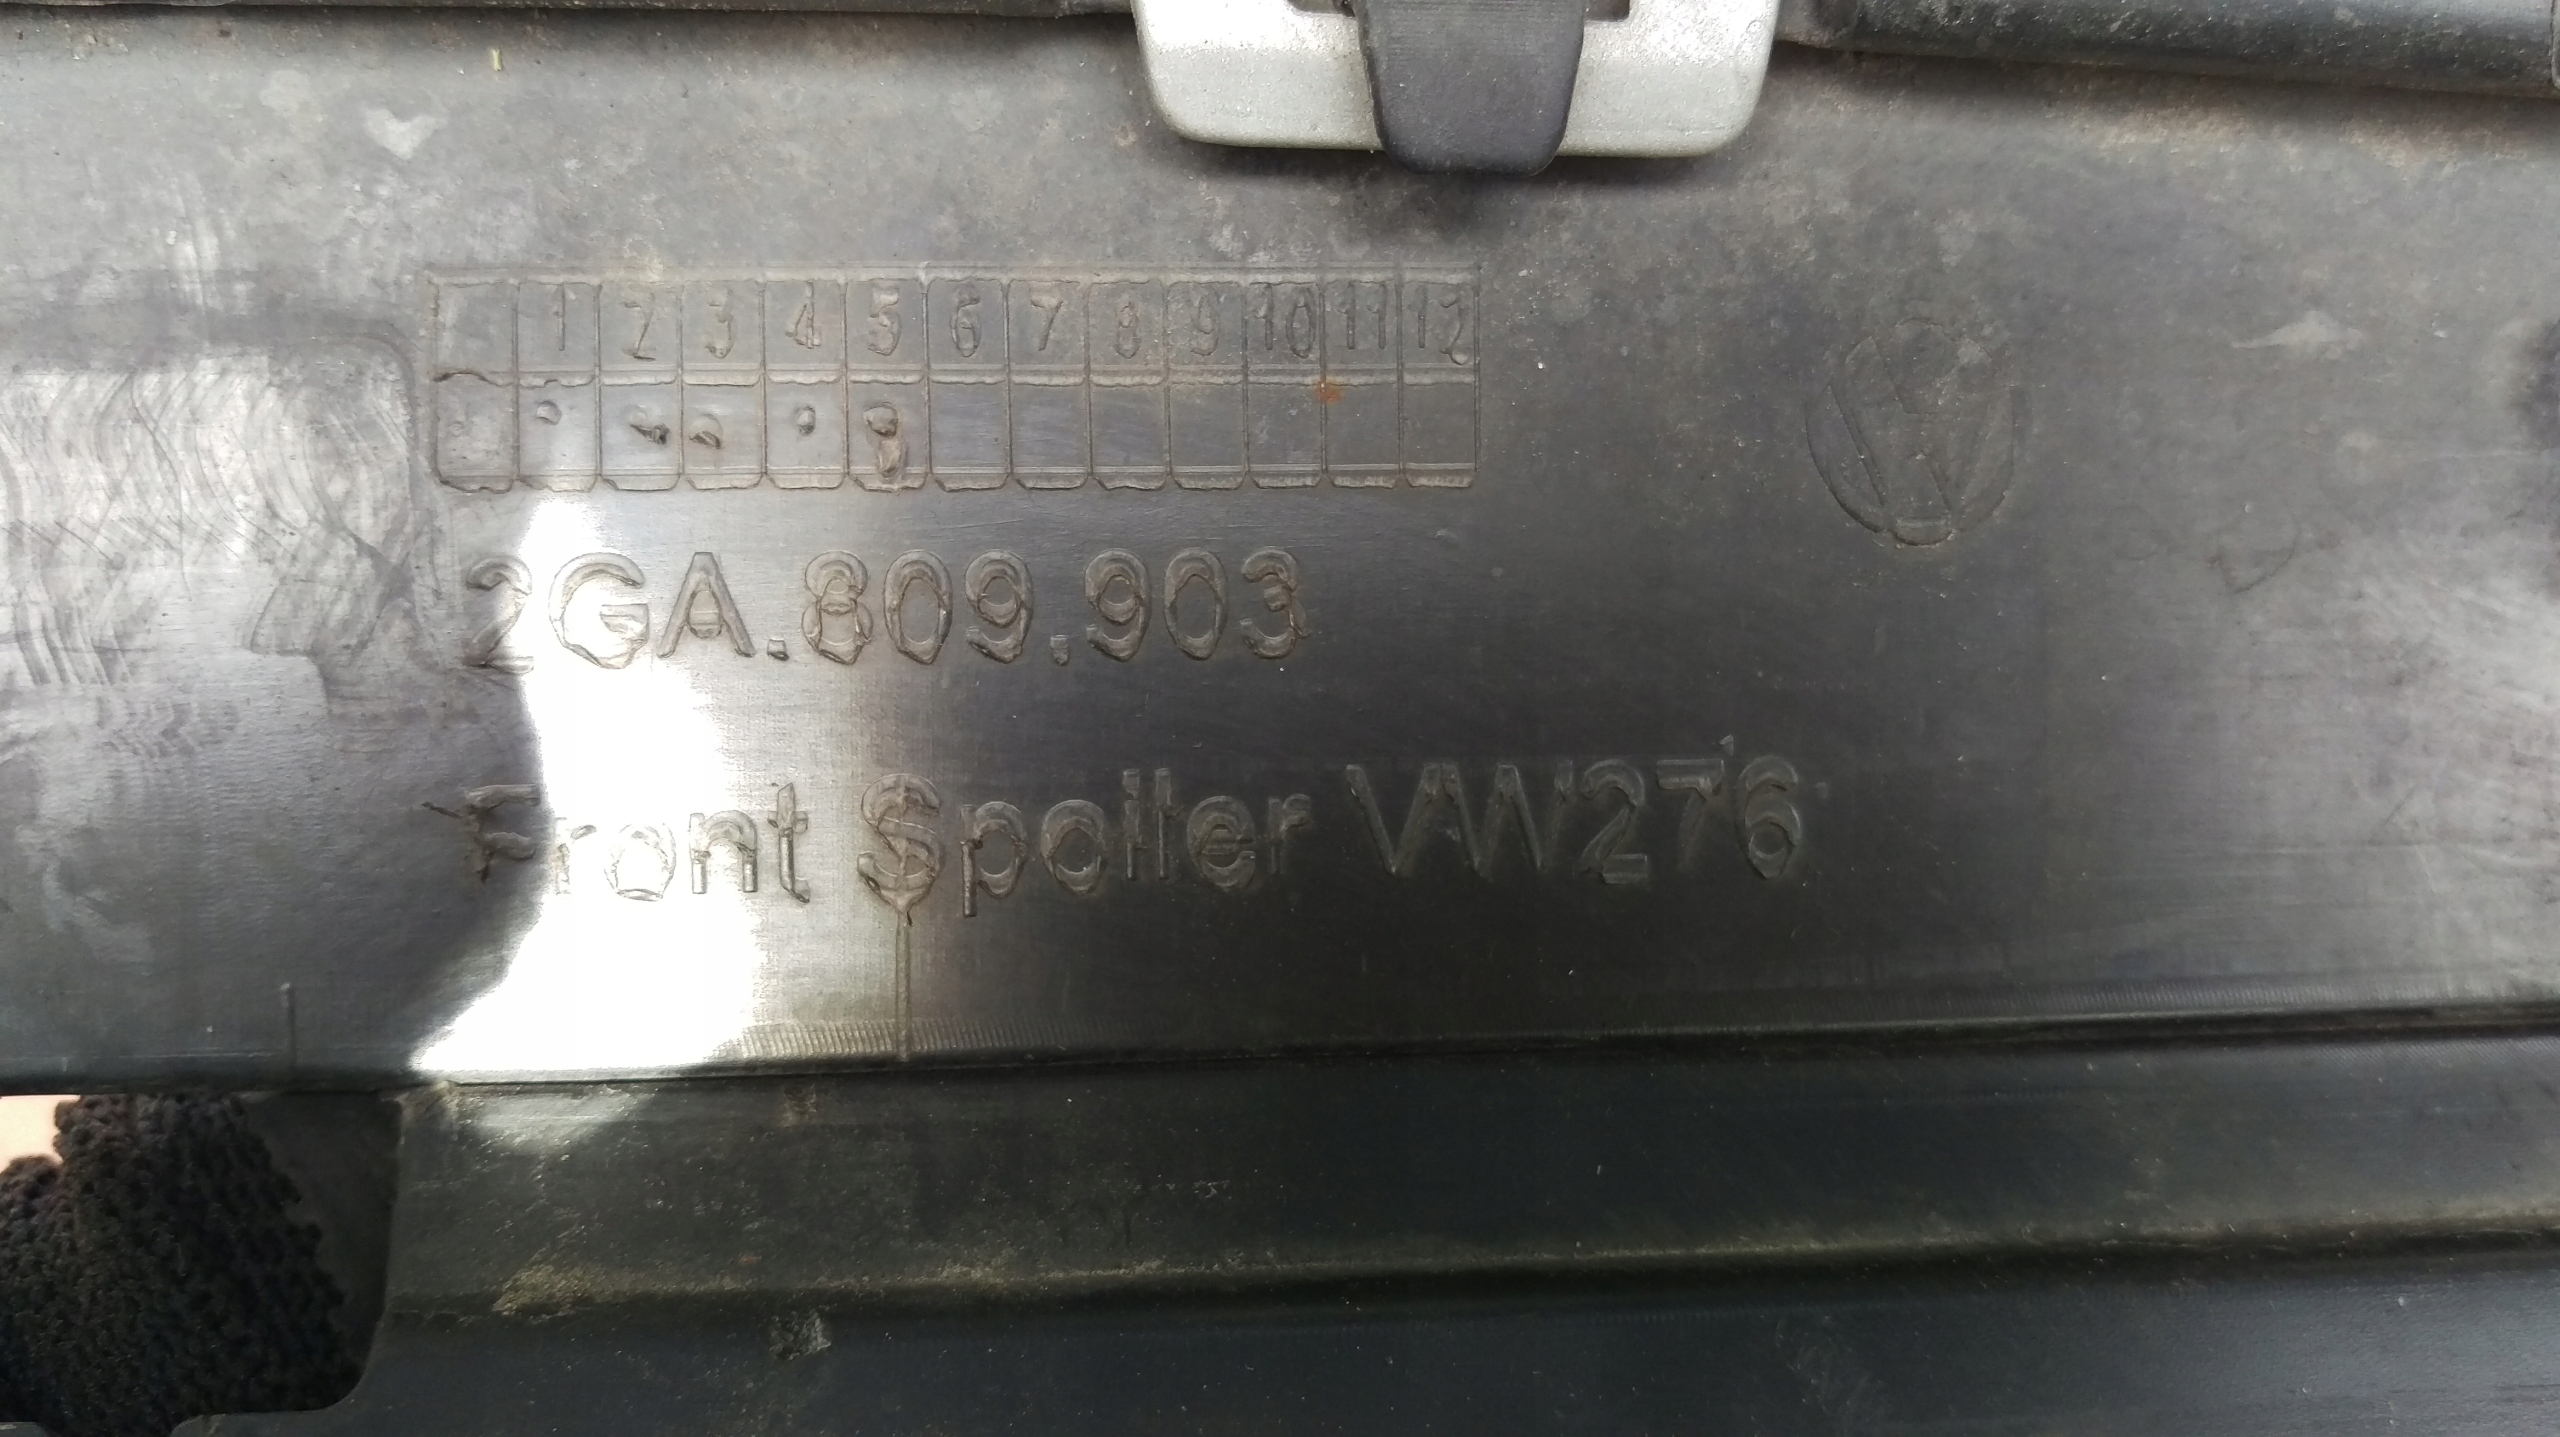 1 2 3 4 5 6 7 8 9 10 11 12
2GA.809.903
Front Spoiler VW276